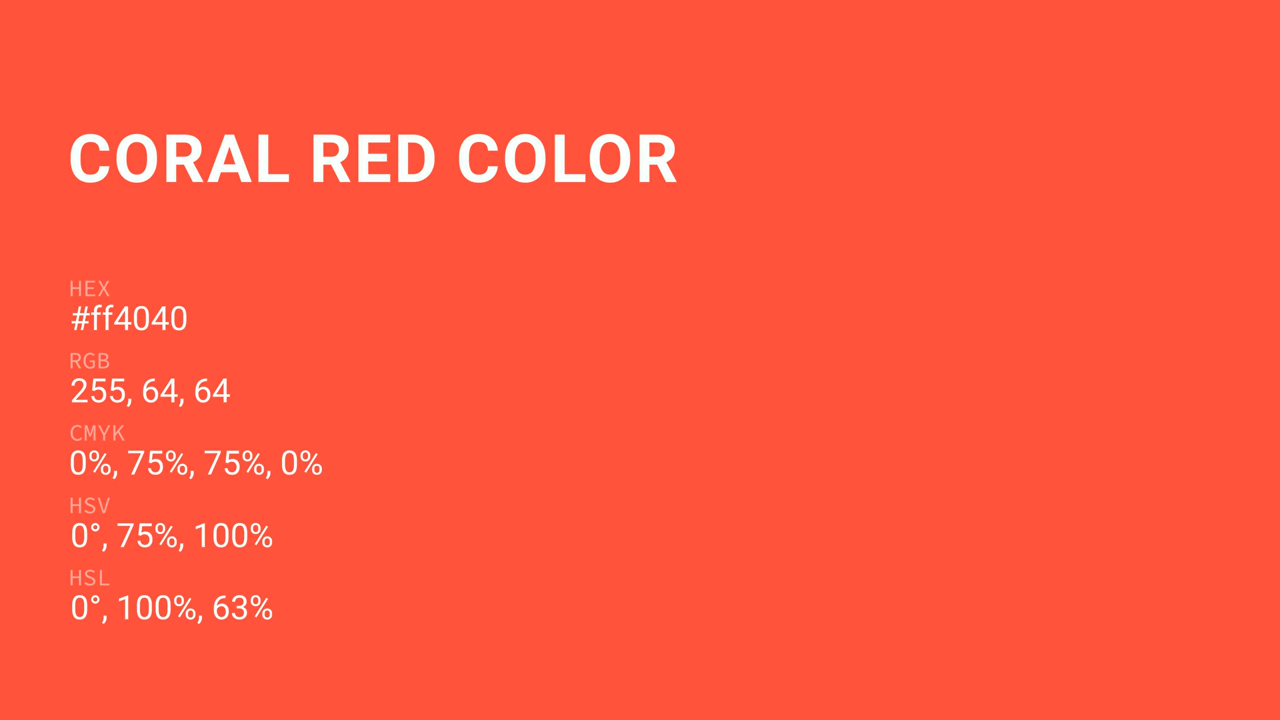 CORAL RED COLOR
HEX
#ff4040
RGB
255, 64, 64
CMYK
0%, 75%, 75%, 0%
HSV
0°, 75%, 100%
HSL
0°, 100%, 63%